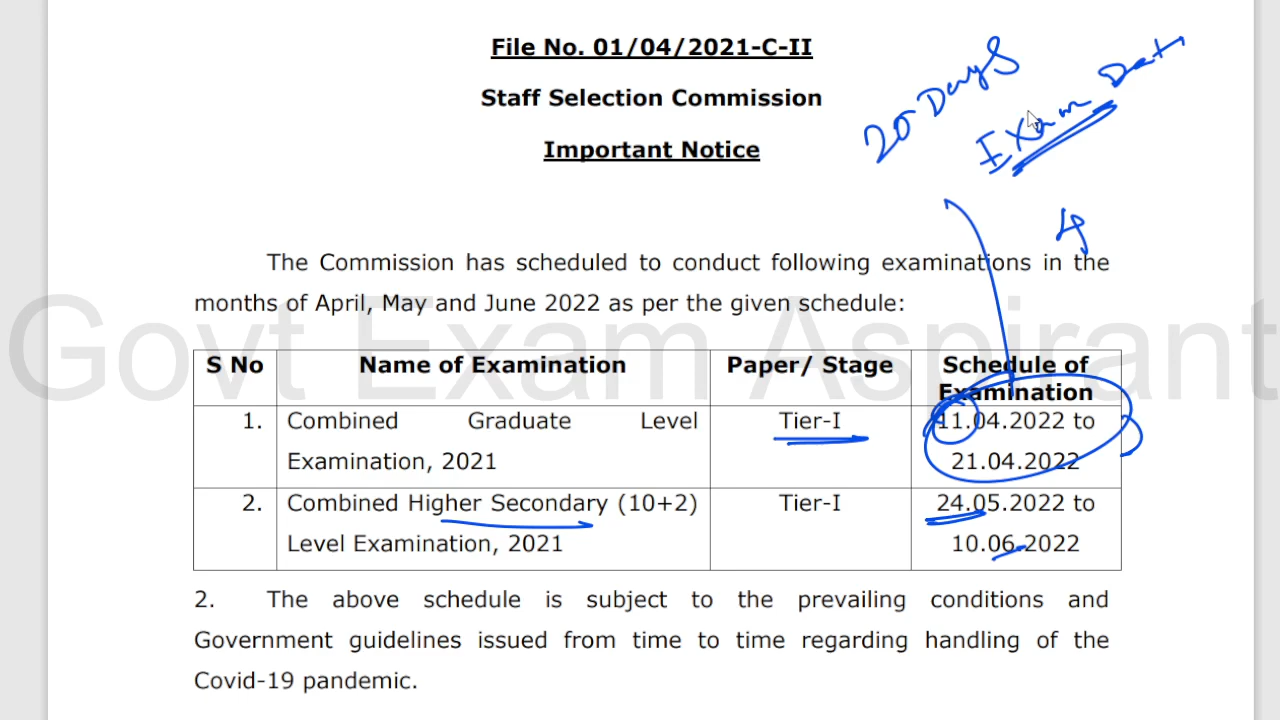 File No. 01/04/2021-C-II
Staff Selection Commission
Important Notice
20 Days
Exam Dat
4
The Commission has scheduled to conduct following examinations in the
months of April, May and June 2022 as per the given schedule:
Govt Exam Aspirant
S No Name of Examination Paper/ Stage Schedule of
Examination
1. Combined Graduate Level Tier-I 11.04.2022 to
Examination, 2021 21.04.2022
2. Combined Higher Secondary (10+2) Tier-I 24.05.2022 to
Level Examination, 2021 10.06.2022
2. The above schedule is subject to the prevailing conditions and
Government guidelines issued from time to time regarding handling of the
Covid-19 pandemic.